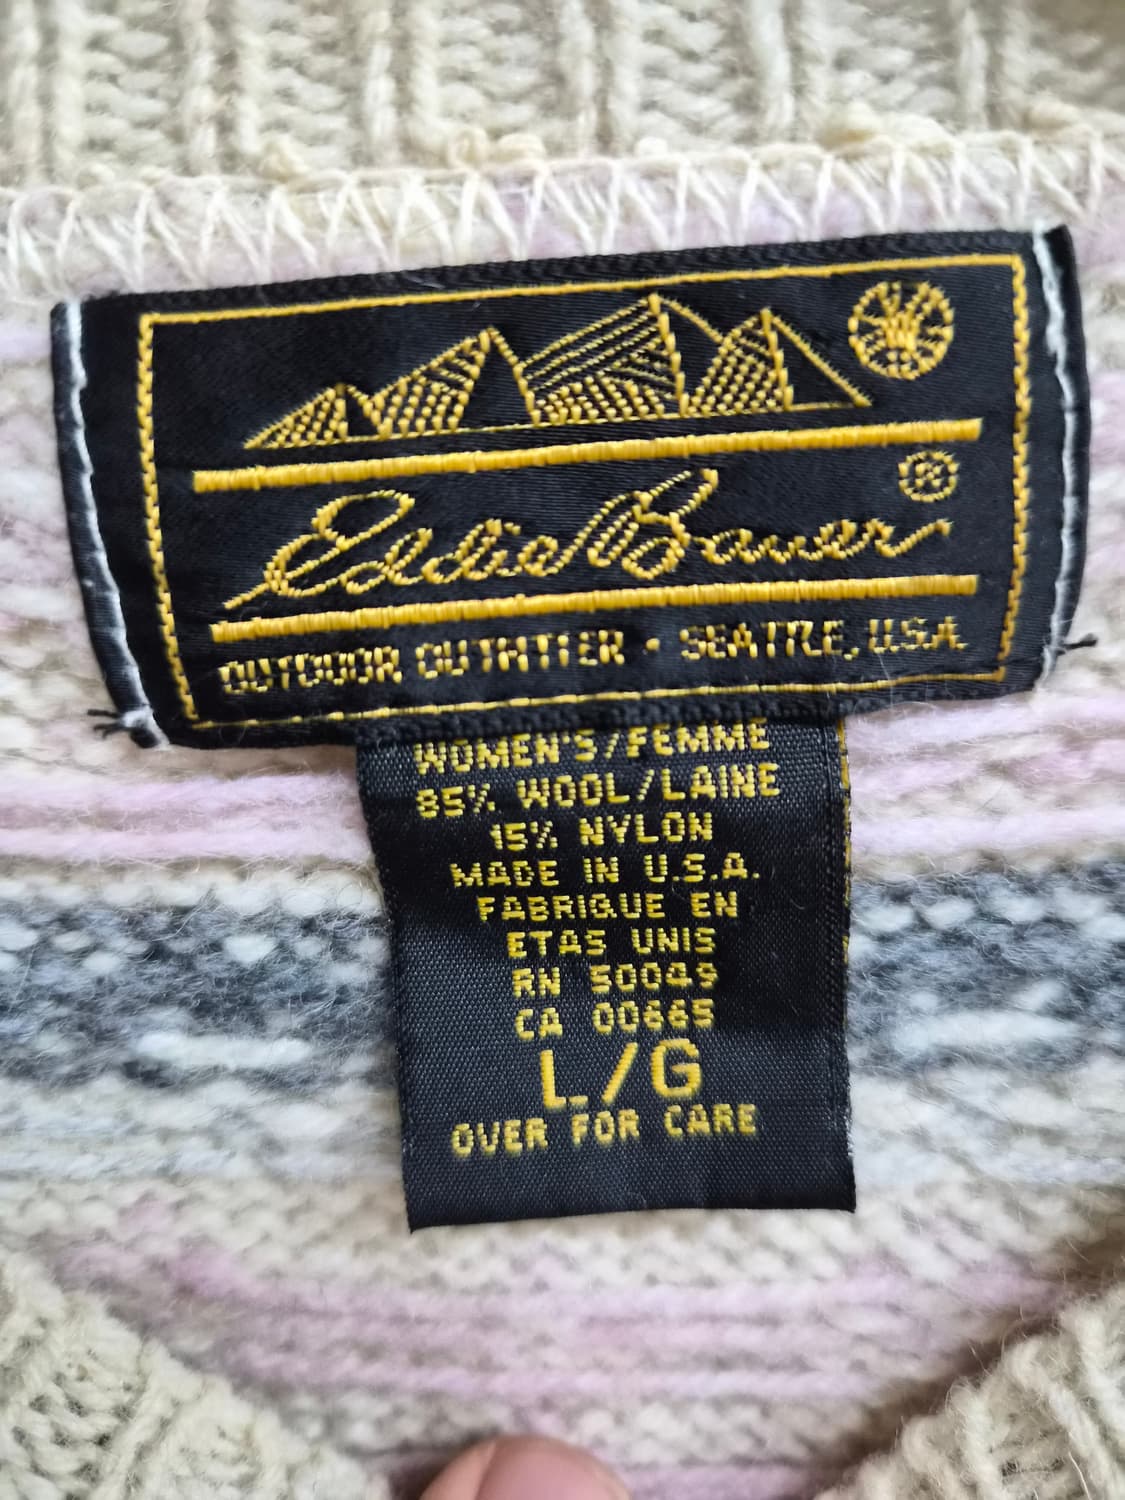 Eddie Bauer ®
OUTDOOR OUTFITTER • SEATTLE, U.S.A.
WOMEN'S/FEMME
85% WOOL/LAINE
15% NYLON
MADE IN U.S.A.
FABRIQUE EN
ETAS UNIS
RN 50049
CA 00665
L/G
OVER FOR CARE